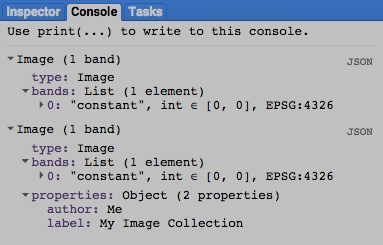 Inspector Console Tasks
Use print(...) to write to this console.
Image (1 band) JSON
type: Image
bands: List (1 element)
0: "constant", int ∈ [0, 0], EPSG:4326
Image (1 band) JSON
type: Image
bands: List (1 element)
0: "constant", int ∈ [0, 0], EPSG:4326
properties: Object (2 properties)
author: Me
label: My Image Collection